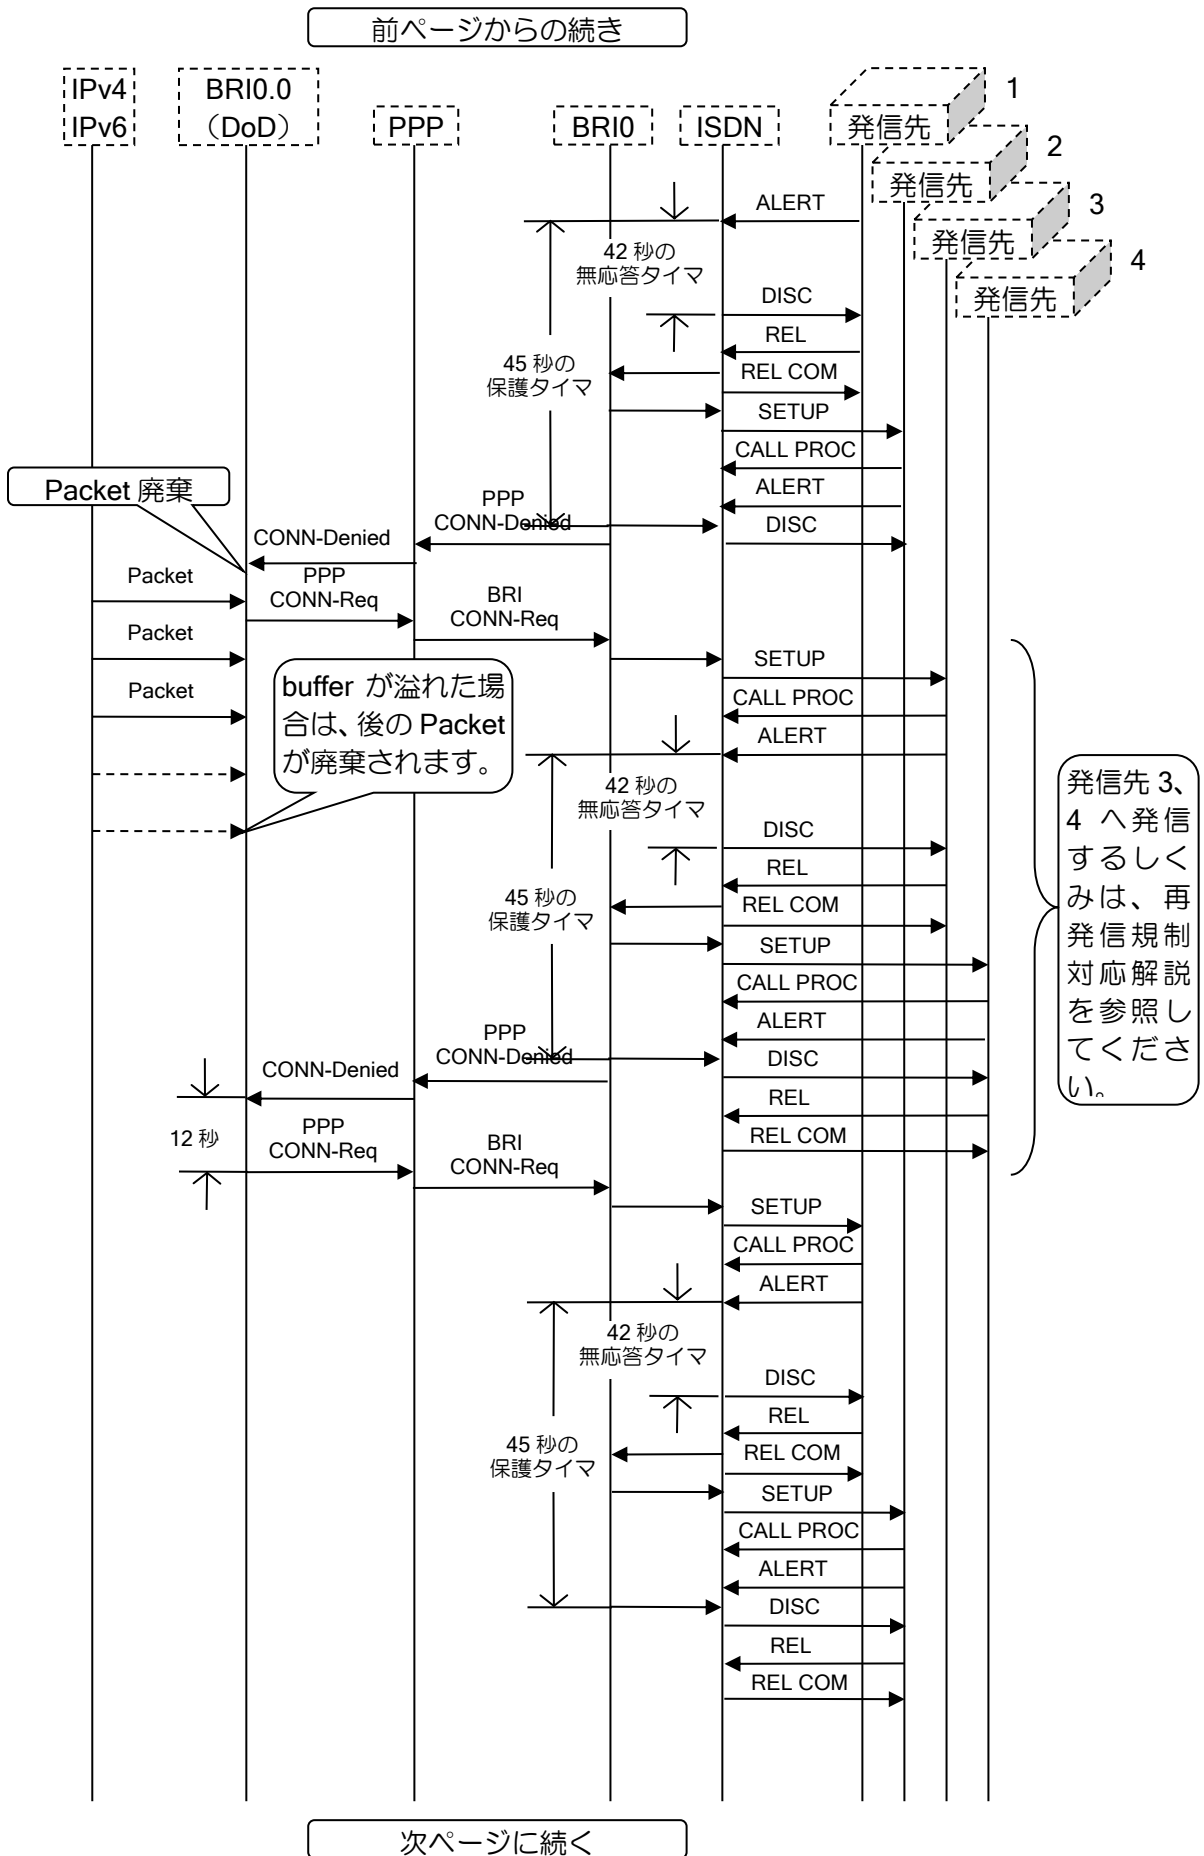 前ページからの続き
IPv4
IPv6
BRI0.0
（DoD）
PPP
BRI0
ISDN
発信先
1
発信先
2
発信先
3
発信先
4
ALERT
42 秒の
無応答タイマ
DISC
REL
45 秒の
保護タイマ
REL COM
SETUP
CALL PROC
Packet 廃棄
ALERT
PPP
CONN-Denied
DISC
CONN-Denied
Packet
PPP
CONN-Req
BRI
CONN-Req
Packet
SETUP
Packet
buffer が溢れた場
合は、後の Packet
が廃棄されます。
CALL PROC
ALERT
42 秒の
無応答タイマ
発信先 3、
4 へ発信
するしく
みは、再
発信規制
対応解説
を参照し
てくださ
い。
DISC
REL
45 秒の
保護タイマ
REL COM
SETUP
CALL PROC
ALERT
PPP
CONN-Denied
DISC
CONN-Denied
REL
12 秒
PPP
CONN-Req
REL COM
BRI
CONN-Req
SETUP
CALL PROC
ALERT
42 秒の
無応答タイマ
DISC
REL
45 秒の
保護タイマ
REL COM
SETUP
CALL PROC
ALERT
DISC
REL
REL COM
次ページに続く